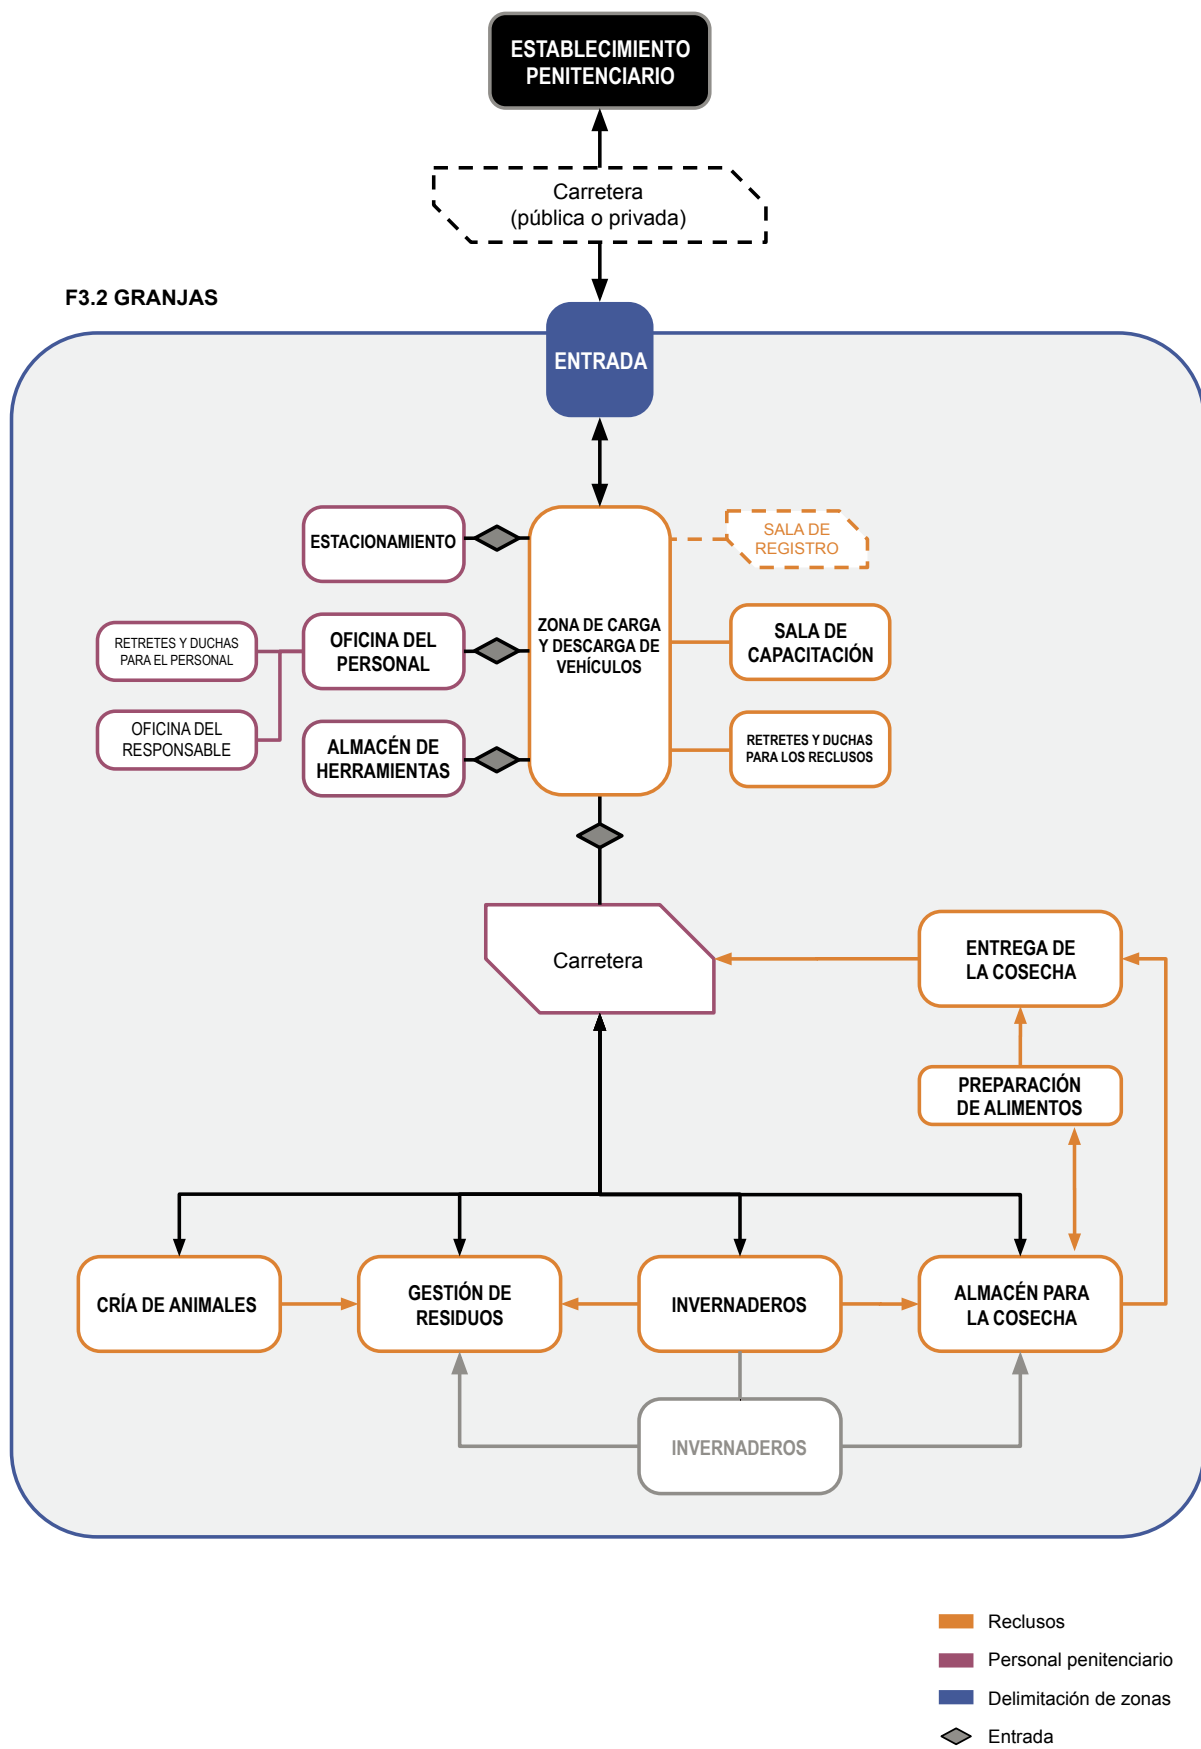 ESTABLECIMIENTO
PENITENCIARIO
Carretera
(pública o privada)
F3.2 GRANJAS
ENTRADA
ESTACIONAMIENTO
SALA DE
REGISTRO
RETRETES Y DUCHAS
PARA EL PERSONAL
OFICINA DEL
PERSONAL
ZONA DE CARGA
Y DESCARGA DE
VEHÍCULOS
SALA DE
CAPACITACIÓN
OFICINA DEL
RESPONSABLE
ALMACÉN DE
HERRAMIENTAS
RETRETES Y DUCHAS
PARA LOS RECLUSOS
Carretera
ENTREGA DE
LA COSECHA
PREPARACIÓN
DE ALIMENTOS
CRÍA DE ANIMALES
GESTIÓN DE
RESIDUOS
INVERNADEROS
ALMACÉN PARA
LA COSECHA
INVERNADEROS
Reclusos
Personal penitenciario
Delimitación de zonas
Entrada